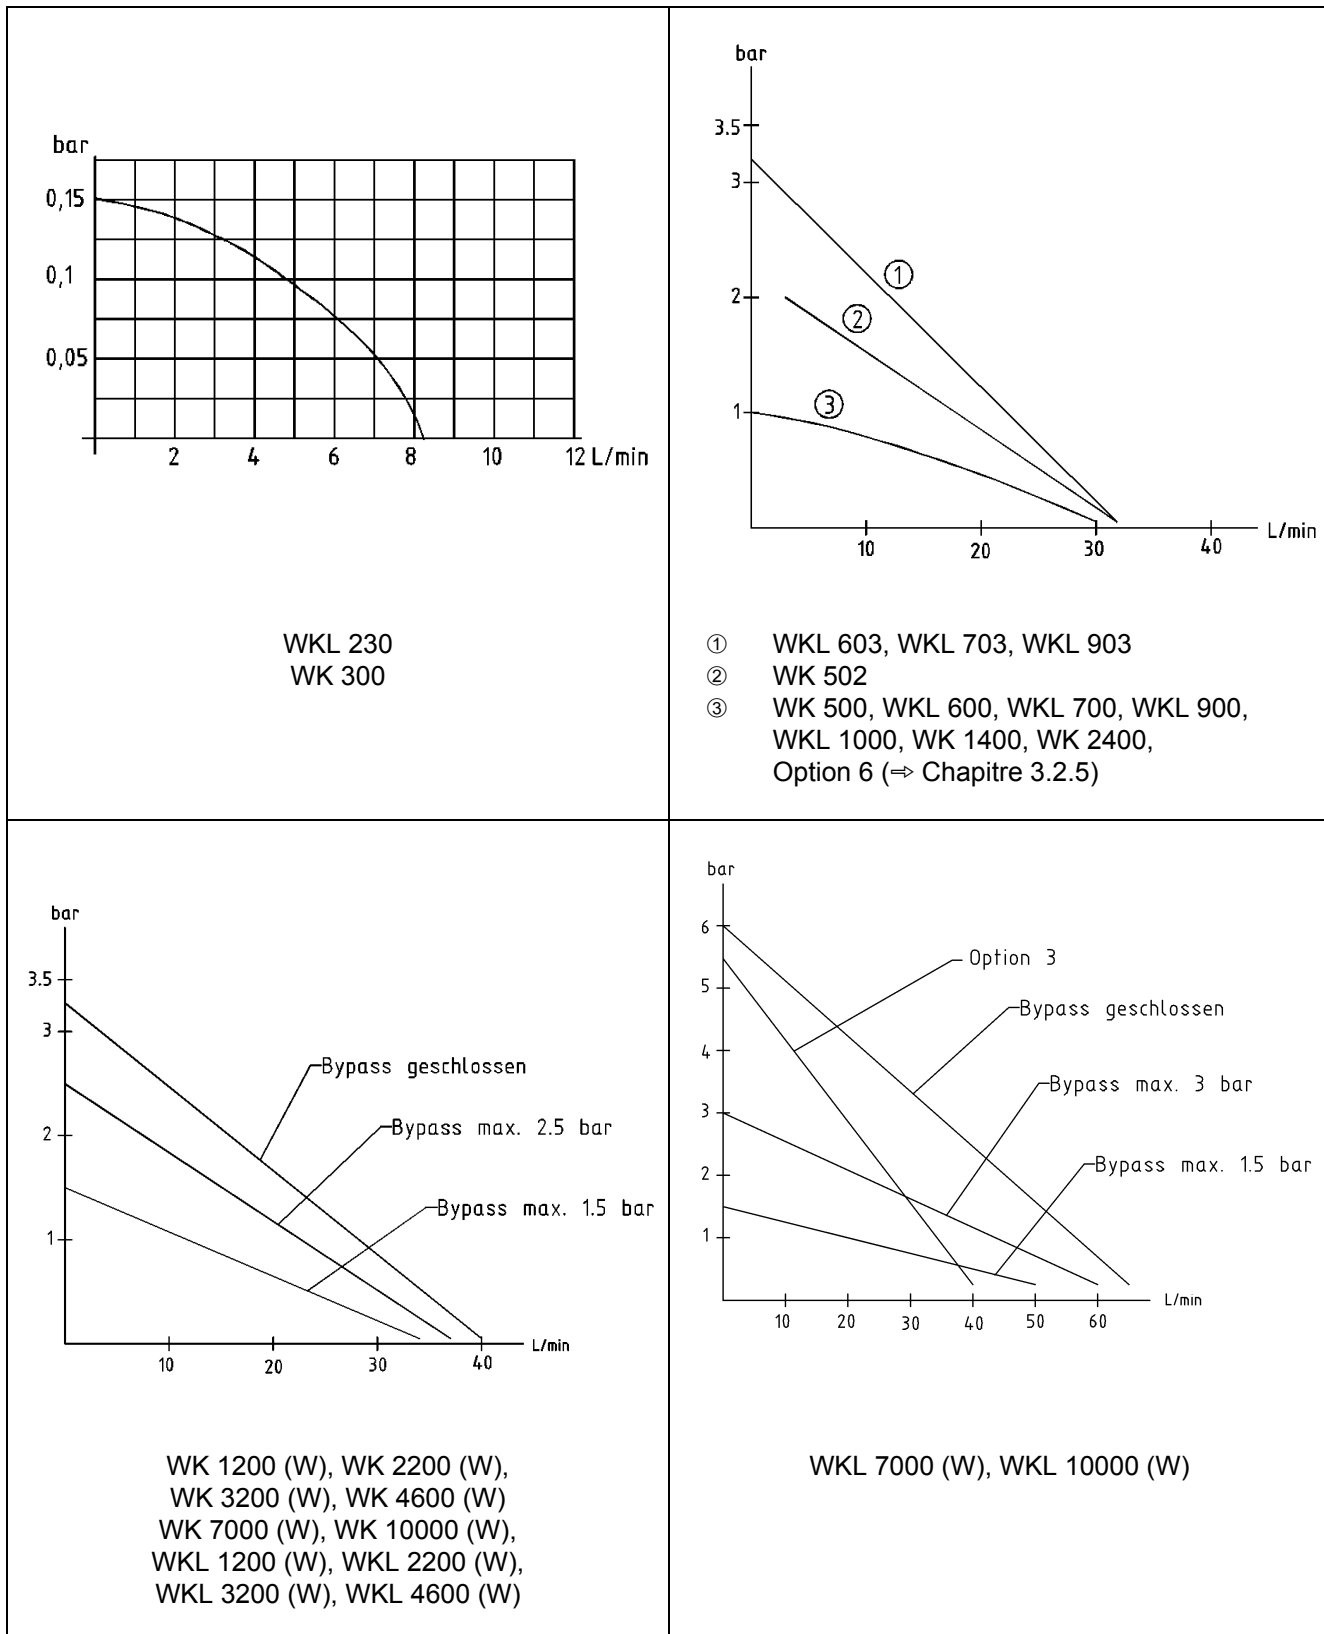 bar
0,15
0,1
0,05
2 4 6 8 10 12 L/min
WKL 230
WK 300
bar
3.5
3
2
1
①
②
③
10 20 30 40 L/min
① WKL 603, WKL 703, WKL 903
② WK 502
③ WK 500, WKL 600, WKL 700, WKL 900,
WKL 1000, WK 1400, WK 2400,
Option 6 (⇨ Chapitre 3.2.5)
bar
3.5
3
2
1
Bypass geschlossen
Bypass max. 2.5 bar
Bypass max. 1.5 bar
10 20 30 40 L/min
WK 1200 (W), WK 2200 (W),
WK 3200 (W), WK 4600 (W)
WK 7000 (W), WK 10000 (W),
WKL 1200 (W), WKL 2200 (W),
WKL 3200 (W), WKL 4600 (W)
bar
6
5
4
3
2
1
Option 3
Bypass geschlossen
Bypass max. 3 bar
Bypass max. 1.5 bar
10 20 30 40 50 60 L/min
WKL 7000 (W), WKL 10000 (W)